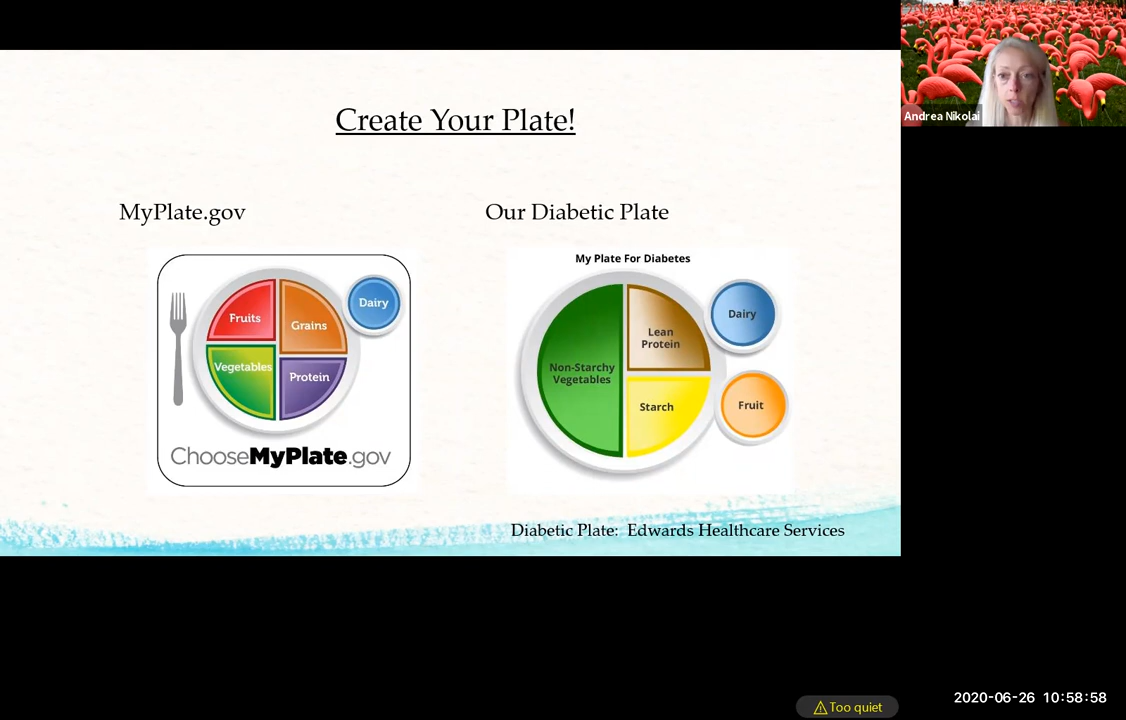 Create Your Plate!
MyPlate.gov
Fruits
Grains
Vegetables
Protein
Dairy
ChooseMyPlate.gov
Our Diabetic Plate
My Plate For Diabetes
Non-Starchy
Vegetables
Lean
Protein
Starch
Dairy
Fruit
Diabetic Plate: Edwards Healthcare Services
Andrea Nikolai
Too quiet
2020-06-26 10:58:58